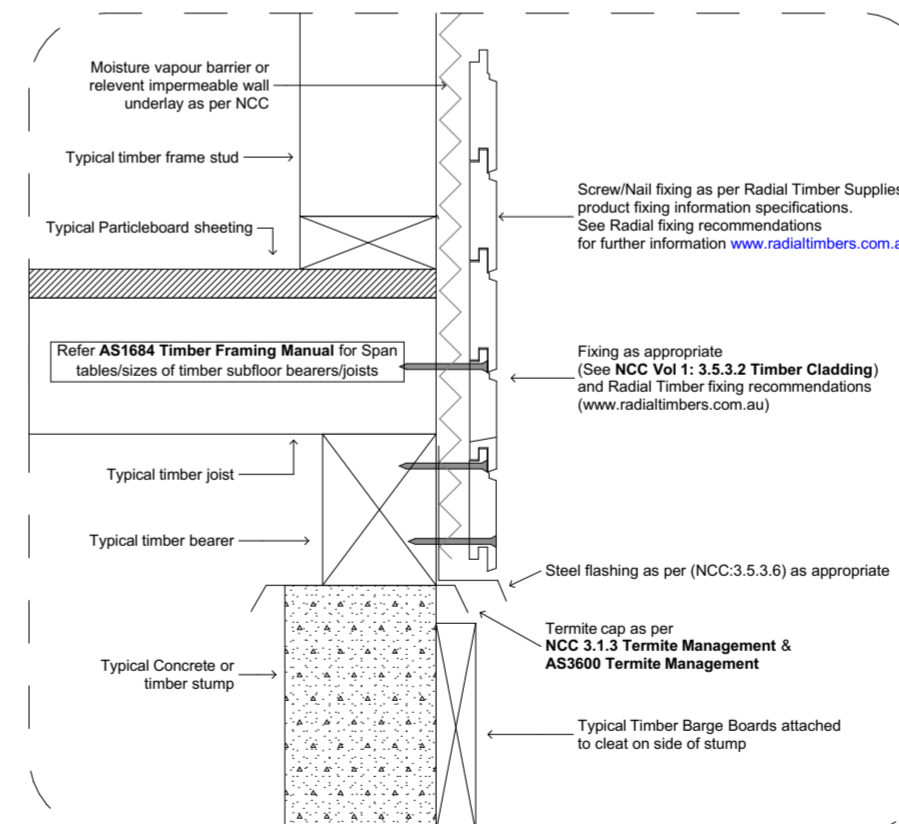 Moisture vapour barrier or
relevent impermeable wall
underlay as per NCC
Typical timber frame stud
Typical Particleboard sheeting
Screw/Nail fixing as per Radial Timber Supplies
product fixing information specifications.
See Radial fixing recommendations
for further information www.radialtimbers.com.a
Refer AS1684 Timber Framing Manual for Span
tables/sizes of timber subfloor bearers/joists
Fixing as appropriate
(See NCC Vol 1: 3.5.3.2 Timber Cladding)
and Radial Timber fixing recommendations
(www.radialtimbers.com.au)
Typical timber joist
Typical timber bearer
Steel flashing as per (NCC:3.5.3.6) as appropriate
Termite cap as per
NCC 3.1.3 Termite Management &
AS3600 Termite Management
Typical Concrete or
timber stump
Typical Timber Barge Boards attached
to cleat on side of stump